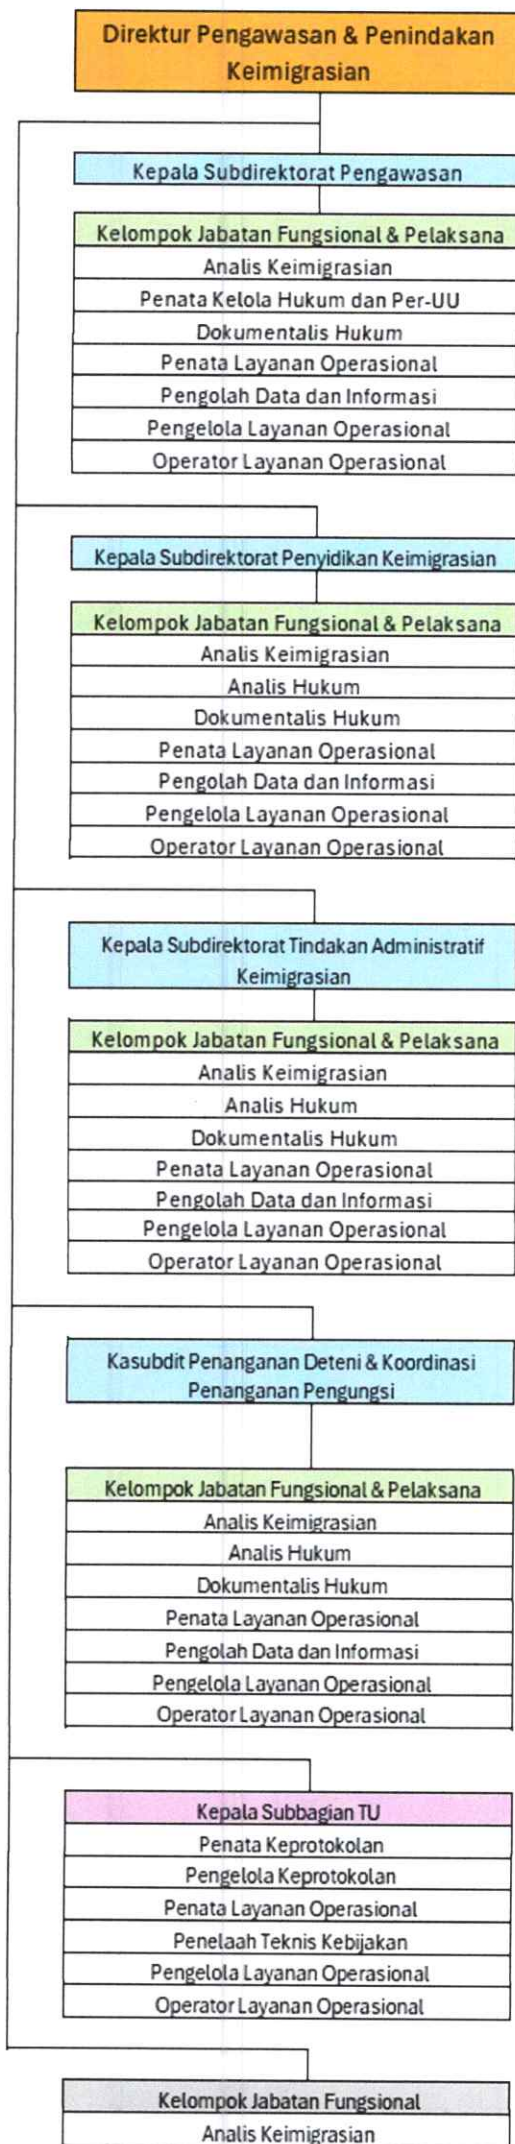 Direktur Pengawasan & Penindakan
Keimigrasian
Kepala Subdirektorat Pengawasan
Kelompok Jabatan Fungsional & Pelaksana
Analis Keimigrasian
Penata Kelola Hukum dan Per-UU
Dokumentalis Hukum
Penata Layanan Operasional
Pengolah Data dan Informasi
Pengelola Layanan Operasional
Operator Layanan Operasional
Kepala Subdirektorat Penyidikan Keimigrasian
Kelompok Jabatan Fungsional & Pelaksana
Analis Keimigrasian
Analis Hukum
Dokumentalis Hukum
Penata Layanan Operasional
Pengolah Data dan Informasi
Pengelola Layanan Operasional
Operator Layanan Operasional
Kepala Subdirektorat Tindakan Administratif
Keimigrasian
Kelompok Jabatan Fungsional & Pelaksana
Analis Keimigrasian
Analis Hukum
Dokumentalis Hukum
Penata Layanan Operasional
Pengolah Data dan Informasi
Pengelola Layanan Operasional
Operator Layanan Operasional
Kasubdit Penanganan Deteni & Koordinasi
Penanganan Pengungsi
Kelompok Jabatan Fungsional & Pelaksana
Analis Keimigrasian
Analis Hukum
Dokumentalis Hukum
Penata Layanan Operasional
Pengolah Data dan Informasi
Pengelola Layanan Operasional
Operator Layanan Operasional
Kepala Subbagian TU
Penata Keprotokolan
Pengelola Keprotokolan
Penata Layanan Operasional
Penelaah Teknis Kebijakan
Pengelola Layanan Operasional
Operator Layanan Operasional
Kelompok Jabatan Fungsional
Analis Keimigrasian